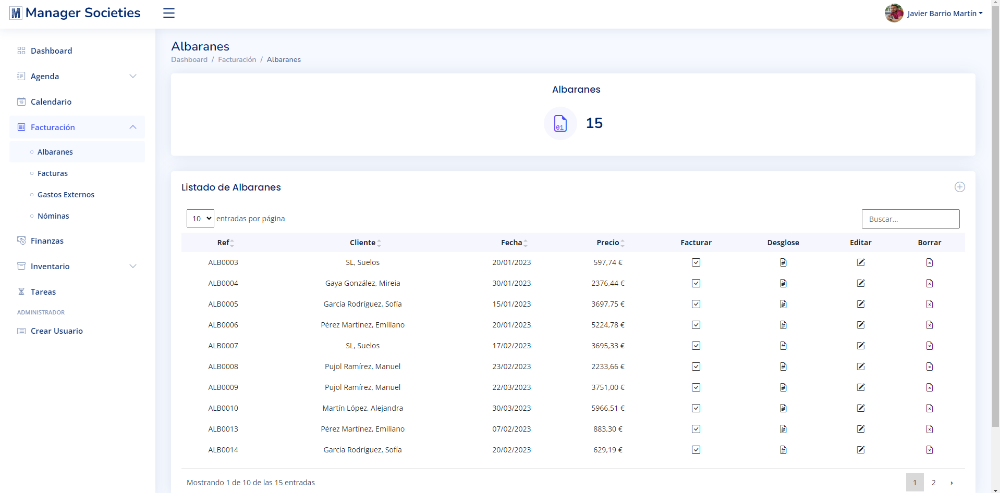 M Manager Societies
Javier Barrio Martín
Dashboard
Agenda
19 Calendario
Facturación
Albaranes
Facturas
Gastos Externos
Nóminas
Finanzas
Inventario
Tareas
ADMINISTRADOR
Crear Usuario
Albaranes
Dashboard / Facturación / Albaranes
Albaranes
01 15
Listado de Albaranes
10 entradas por página
Buscar...
Ref Cliente Fecha Precio Facturar Desglose Editar Borrar
ALB0003 SL, Suelos 20/01/2023 597,74 €
ALB0004 Gaya González, Mireia 30/01/2023 2376,44 €
ALB0005 García Rodríguez, Sofía 15/01/2023 3697,75 €
ALB0006 Pérez Martínez, Emiliano 20/01/2023 5224,78 €
ALB0007 SL, Suelos 17/02/2023 3695,33 €
ALB0008 Pujol Ramírez, Manuel 23/02/2023 2233,66 €
ALB0009 Pujol Ramírez, Manuel 22/03/2023 3751,00 €
ALB0010 Martín López, Alejandra 30/03/2023 5966,51 €
ALB0013 Pérez Martínez, Emiliano 07/02/2023 883,30 €
ALB0014 García Rodríguez, Sofía 20/02/2023 629,19 €
Mostrando 1 de 10 de las 15 entradas
1 2 ›